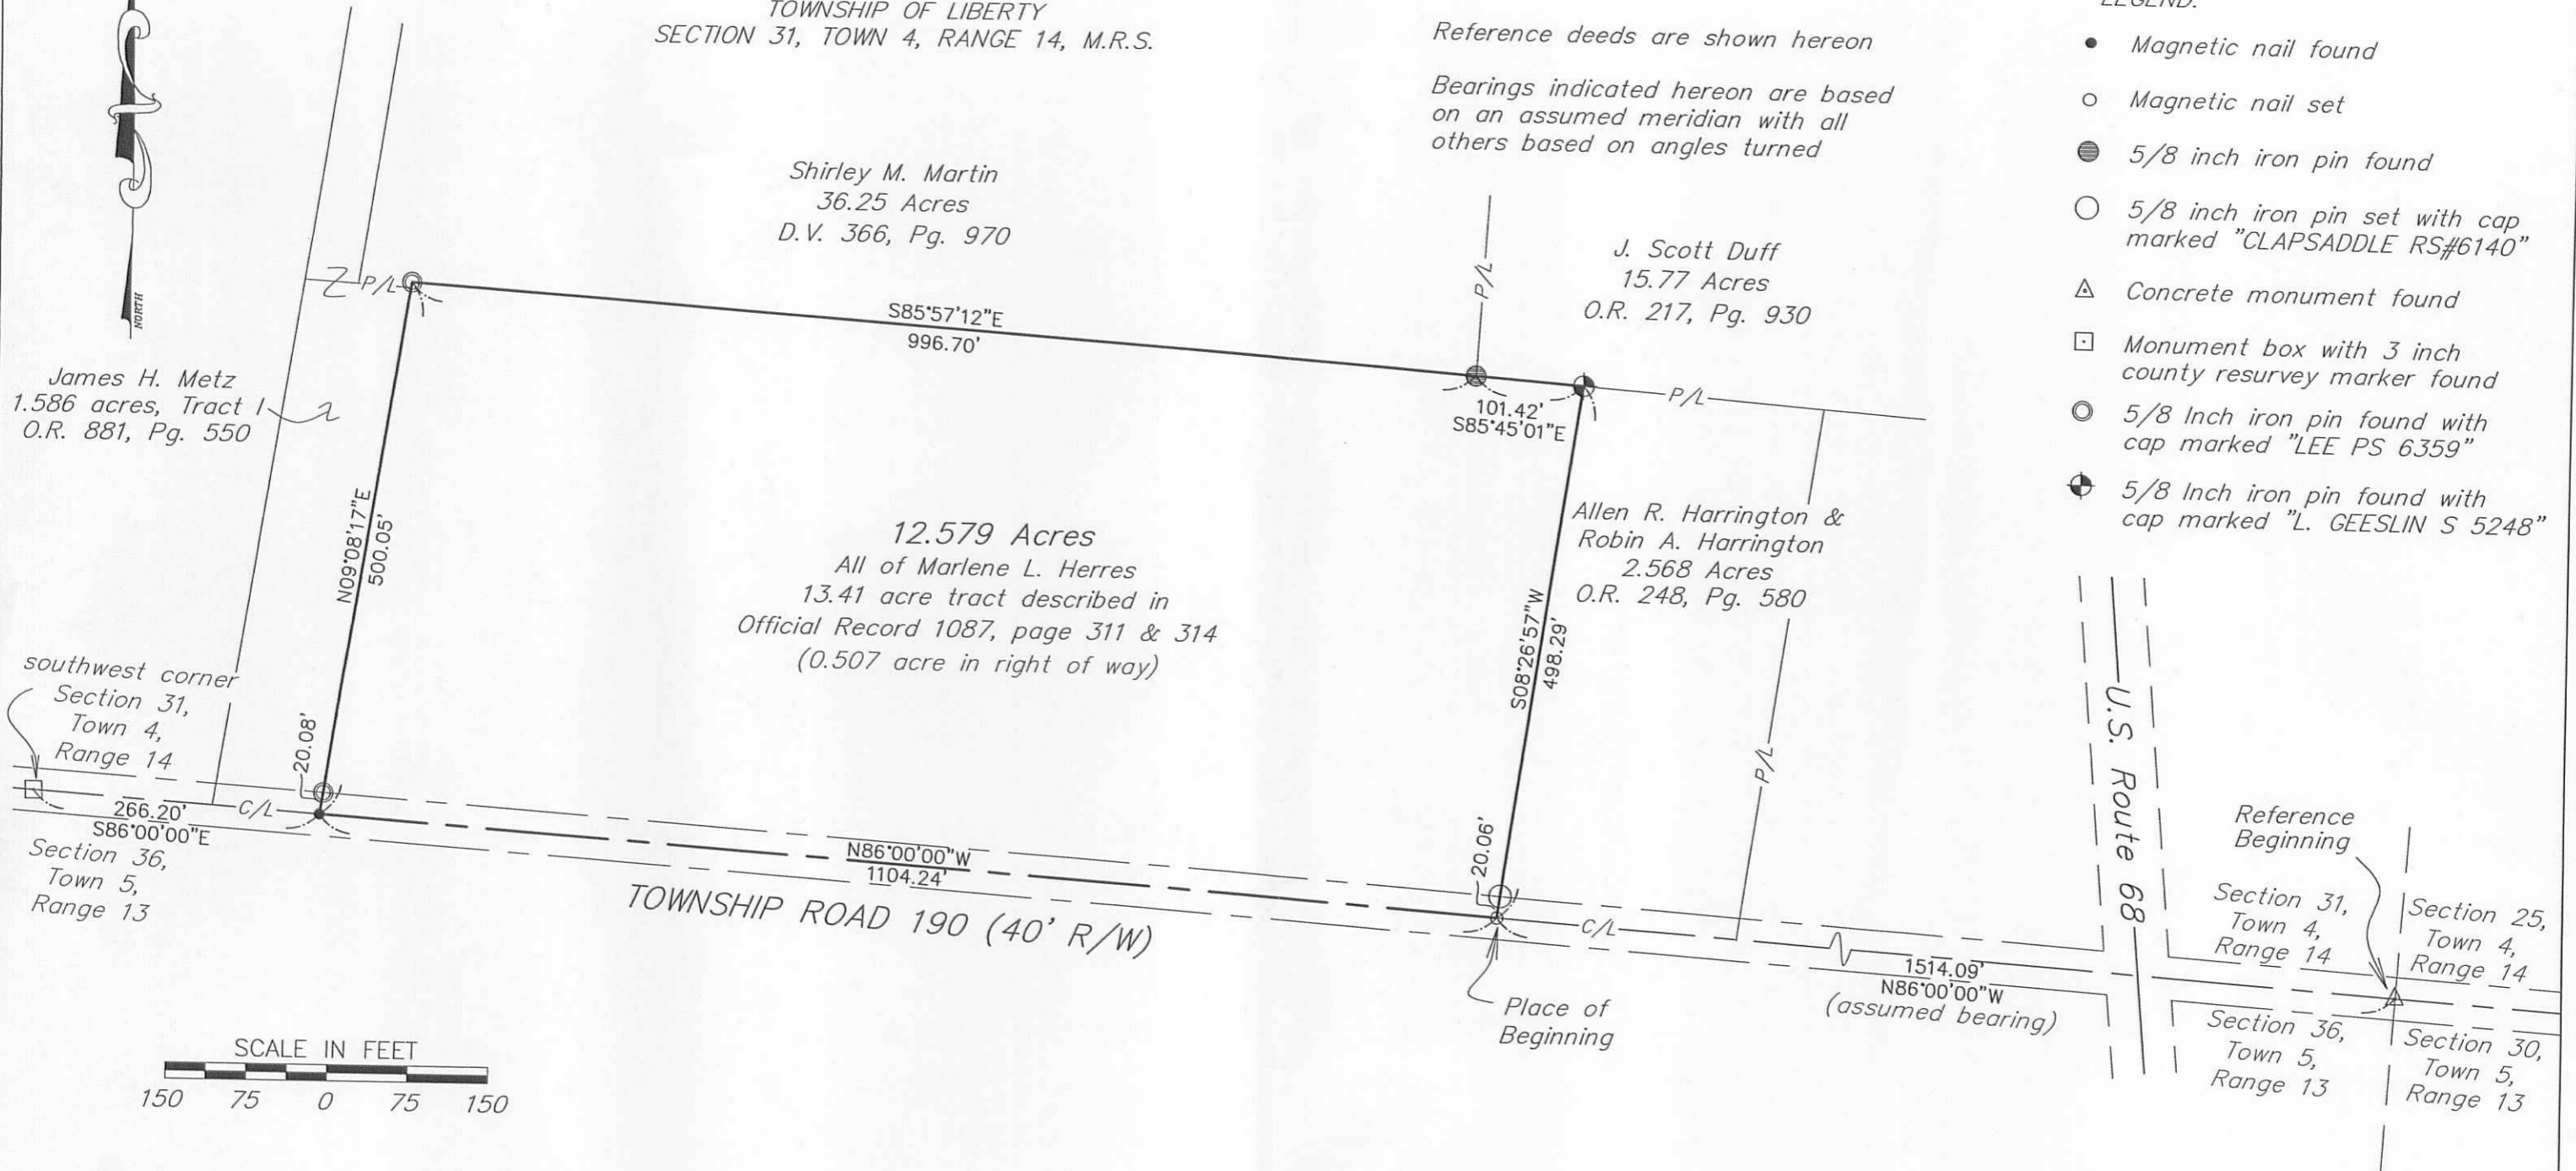 TOWNSHIP OF LIBERTY
SECTION 31, TOWN 4, RANGE 14, M.R.S.
NORTH
Reference deeds are shown hereon
Bearings indicated hereon are based
on an assumed meridian with all
others based on angles turned
LEGEND:
Magnetic nail found
Magnetic nail set
5/8 inch iron pin found
5/8 inch iron pin set with cap
marked "CLAPSADDLE RS#6140"
Concrete monument found
Monument box with 3 inch
county resurvey marker found
5/8 Inch iron pin found with
cap marked "LEE PS 6359"
5/8 Inch iron pin found with
cap marked "L. GEESLIN S 5248"
Shirley M. Martin
36.25 Acres
D.V. 366, Pg. 970
J. Scott Duff
15.77 Acres
O.R. 217, Pg. 930
P/L
P/L
S85°57'12"E
996.70'
101.42'
S85°45'01"E
P/L
James H. Metz
1.586 acres, Tract I
O.R. 881, Pg. 550
N09°08'17"E
500.05'
12.579 Acres
All of Marlene L. Herres
13.41 acre tract described in
Official Record 1087, page 311 & 314
(0.507 acre in right of way)
S08°26'57"W
498.29'
Allen R. Harrington &
Robin A. Harrington
2.568 Acres
O.R. 248, Pg. 580
P/L
southwest corner
Section 31,
Town 4,
Range 14
20.08'
266.20'
S86°00'00"E
C/L
Section 36,
Town 5,
Range 13
N86°00'00"W
1104.24'
TOWNSHIP ROAD 190 (40' R/W)
20.06'
C/L
Place of
Beginning
1514.09'
N86°00'00"W
(assumed bearing)
U.S. Route 68
Reference
Beginning
Section 31,
Town 4,
Range 14
Section 25,
Town 4,
Range 14
Section 36,
Town 5,
Range 13
Section 30,
Town 5,
Range 13
SCALE IN FEET
150 75 0 75 150